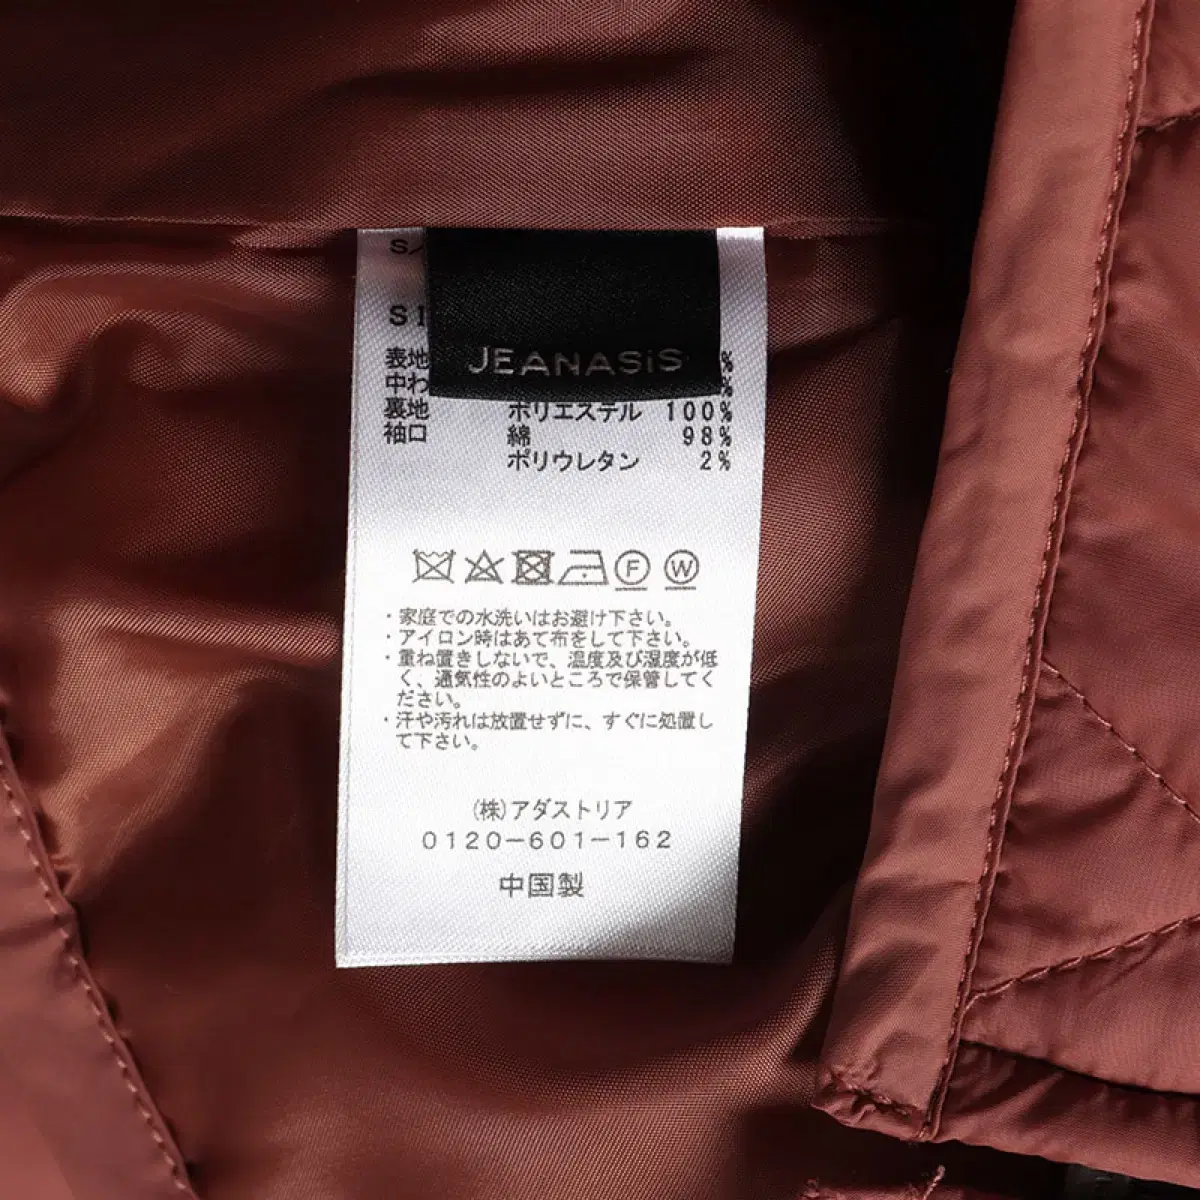 S/
SI
JEANASiS
表地 %
中わ %
裏地 ポリエステル 100%
袖口 綿 98%
ポリウレタン 2%
F W
・家庭での水洗いはお避け下さい。
・アイロン時はあて布をして下さい。
・重ね置きしないで、温度及び湿度が低
く、通気性のよいところで保管してく
ださい。
・汗や汚れは放置せずに、すぐに処置し
て下さい。
(株)アダストリア
0120-601-162
中国製